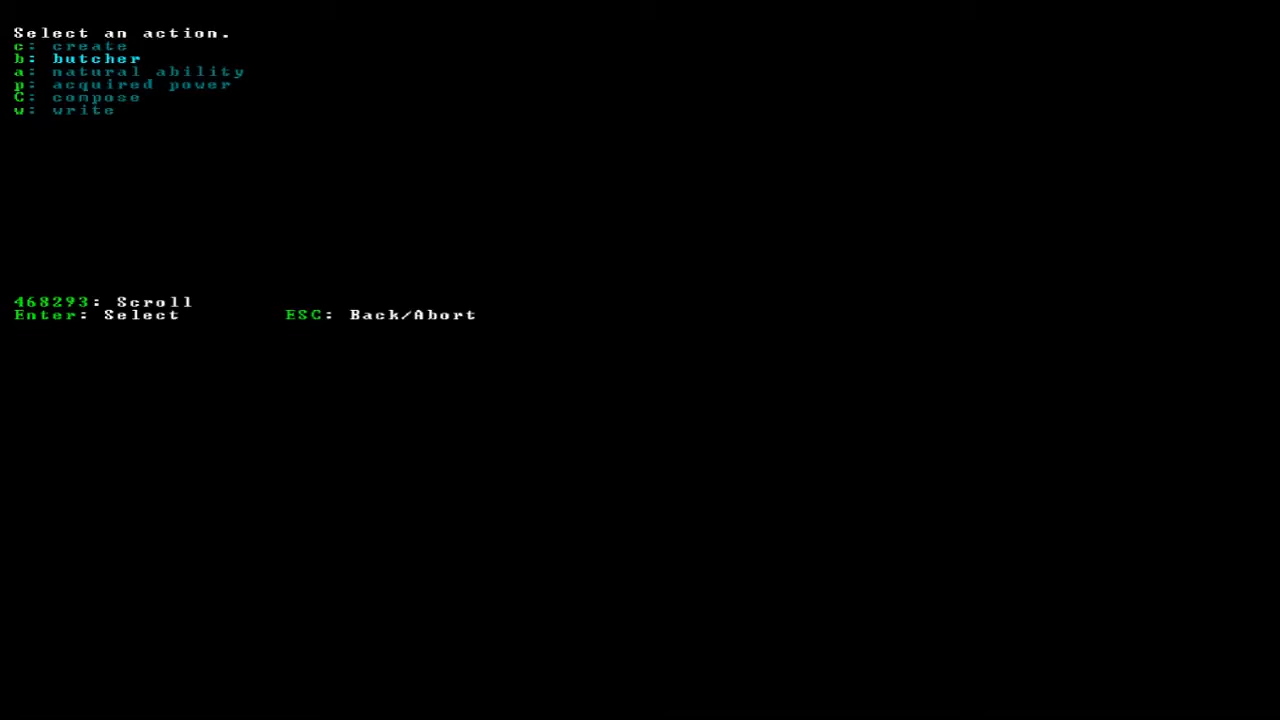 Select an action.
c: create
b: butcher
a: natural ability
p: acquired power
C: compose
w: write
468293: Scroll
Enter: Select ESC: Back/Abort